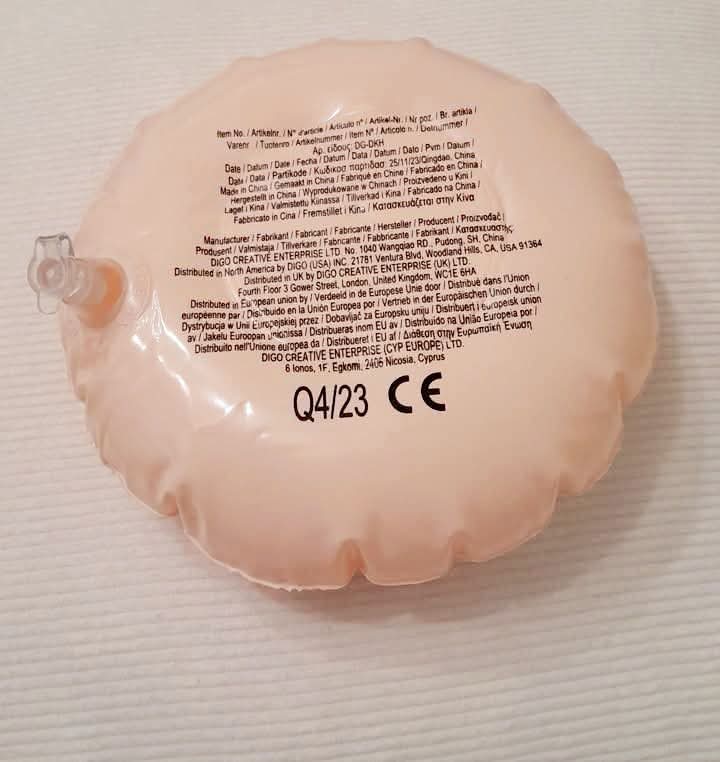 Item No. / Artikelnr. / N° d'article / Artículo n° / Artikel-Nr. / Nr poz. / Br. artikla /
Varenr / Tuotenro / Artikelnummer / Item N° / Articolo n. / Delnummer /
Αρ. είδους: DG-DKH
Date / Datum / Date / Fecha / Datum / Data / Datum / Dato / Pvm / Datum /
Data / Data / Partikode / Κωδικοσ παρτιδασ: 25/11/23/Qingdao, China
Made in China / Gemaakt in China / Fabriqué en Chine / Fabricado en China /
Hergestellt in China / Wyprodukowane w Chinach / Proizvedeno u Kini /
Laget i Kina / Valmistettu Kiinassa / Tillverkad i Kina / Fabricado na China /
Fabbricato in Cina / Fremstillet i Kina / Κατασκευάζεται στην Κίνα
Manufacturer / Fabrikant / Fabricant / Fabricante / Hersteller / Producent / Proizvođač /
Produsent / Valmistaja / Tillverkare / Fabricante / Fabbricante / Fabrikant / Κατασκευαστής:
DIGO CREATIVE ENTERPRISE LTD. No. 1040 Wangqiao RD., Pudong, SH, China
Distributed in North America by DIGO (USA) INC. 21781 Ventura Blvd, Woodland Hills, CA, USA 91364
Distributed in UK by DIGO CREATIVE ENTERPRISE (UK) LTD.
Fourth Floor 3 Gower Street, London, United Kingdom, WC1E 6HA
Distributed in European union by / Verdeeld in de Europese Unie door / Distribué dans l'Union
européenne par / Distribuido en la Unión Europea por / Vertrieb in der Europäischen Union durch /
Dystrybucja w Unii Europejskiej przez / Dobavljač za Europsku uniju / Distribuert i europeisk union
av / Jakelu Euroopan unionissa / Distribueras inom EU av / Distribuído na União Europeia por /
Distribuito nell'Unione europea da / Distribueret i EU af / Διάθεση στην Ευρωπαϊκή Ένωση
DIGO CREATIVE ENTERPRISE (CYP EUROPE) LTD.
6 Ionos, 1F, Egkomi, 2406 Nicosia, Cyprus
Q4/23 CE